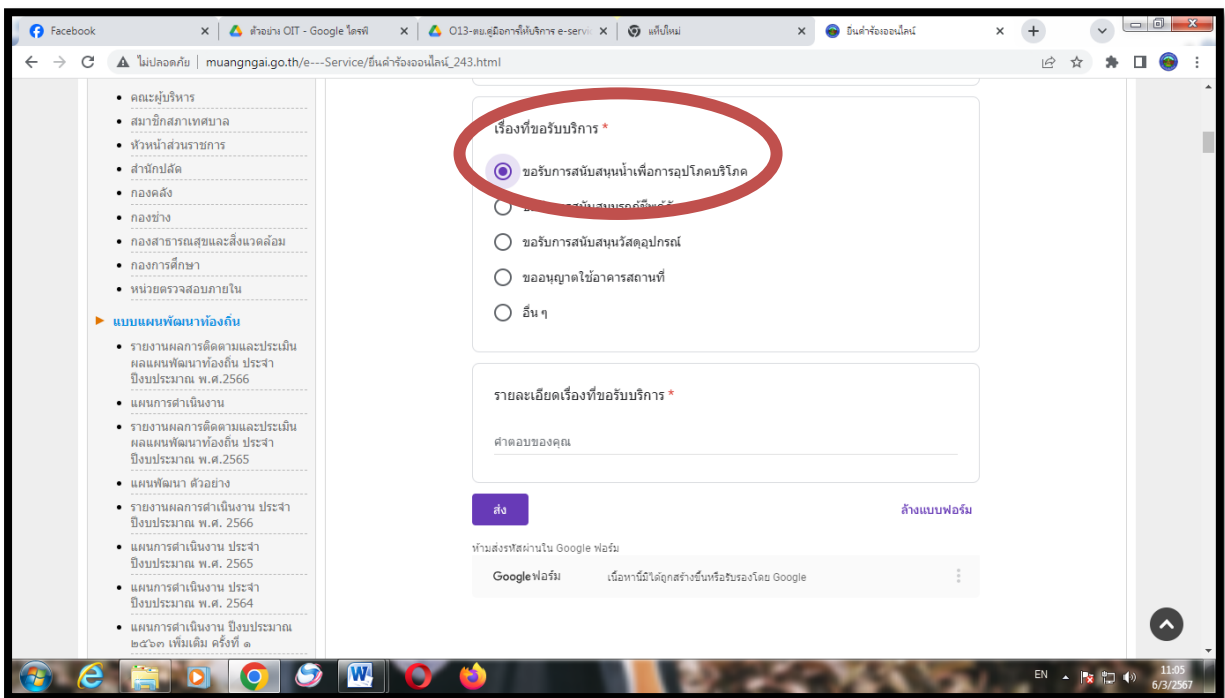 Facebook
ตัวอย่าง OIT - Google ไดรฟ์
O13-ตย.คู่มือการให้บริการ e-servic
แท็บใหม่
ยื่นคำร้องออนไลน์
ไม่ปลอดภัย | muangngai.go.th/e---Service/ยื่นคำร้องออนไลน์_243.html
คณะผู้บริหาร
สมาชิกสภาเทศบาล
หัวหน้าส่วนราชการ
สำนักปลัด
กองคลัง
กองช่าง
กองสาธารณสุขและสิ่งแวดล้อม
กองการศึกษา
หน่วยตรวจสอบภายใน
แบบแผนพัฒนาท้องถิ่น
รายงานผลการติดตามและประเมิน
ผลแผนพัฒนาท้องถิ่น ประจำ
ปีงบประมาณ พ.ศ.2566
แผนการดำเนินงาน
รายงานผลการติดตามและประเมิน
ผลแผนพัฒนาท้องถิ่น ประจำ
ปีงบประมาณ พ.ศ.2565
แผนพัฒนา ตัวอย่าง
รายงานผลการดำเนินงาน ประจำ
ปีงบประมาณ พ.ศ. 2566
แผนการดำเนินงาน ประจำ
ปีงบประมาณ พ.ศ. 2565
แผนการดำเนินงาน ประจำ
ปีงบประมาณ พ.ศ. 2564
แผนการดำเนินงาน ปีงบประมาณ
๒๕๖๓ เพิ่มเติม ครั้งที่ ๑
เรื่องที่ขอรับบริการ *
ขอรับการสนับสนุนน้ำเพื่อการอุปโภคบริโภค
ขอรับการสนับสนุนวัสดุอุปกรณ์
ขออนุญาตใช้อาคารสถานที่
อื่น ๆ
รายละเอียดเรื่องที่ขอรับบริการ *
คำตอบของคุณ
ส่ง
ล้างแบบฟอร์ม
ห้ามส่งรหัสผ่านใน Google ฟอร์ม
Google ฟอร์ม
เนื้อหานี้มิได้ถูกสร้างขึ้นหรือรับรองโดย Google
EN
11:05
6/3/2567